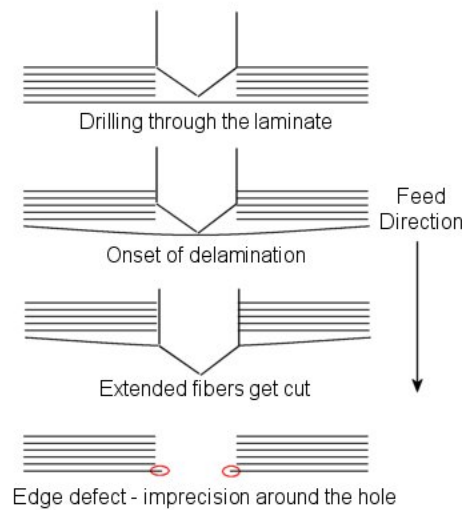 Drilling through the laminate
Feed
Direction
Onset of delamination
Extended fibers get cut
Edge defect - imprecision around the hole